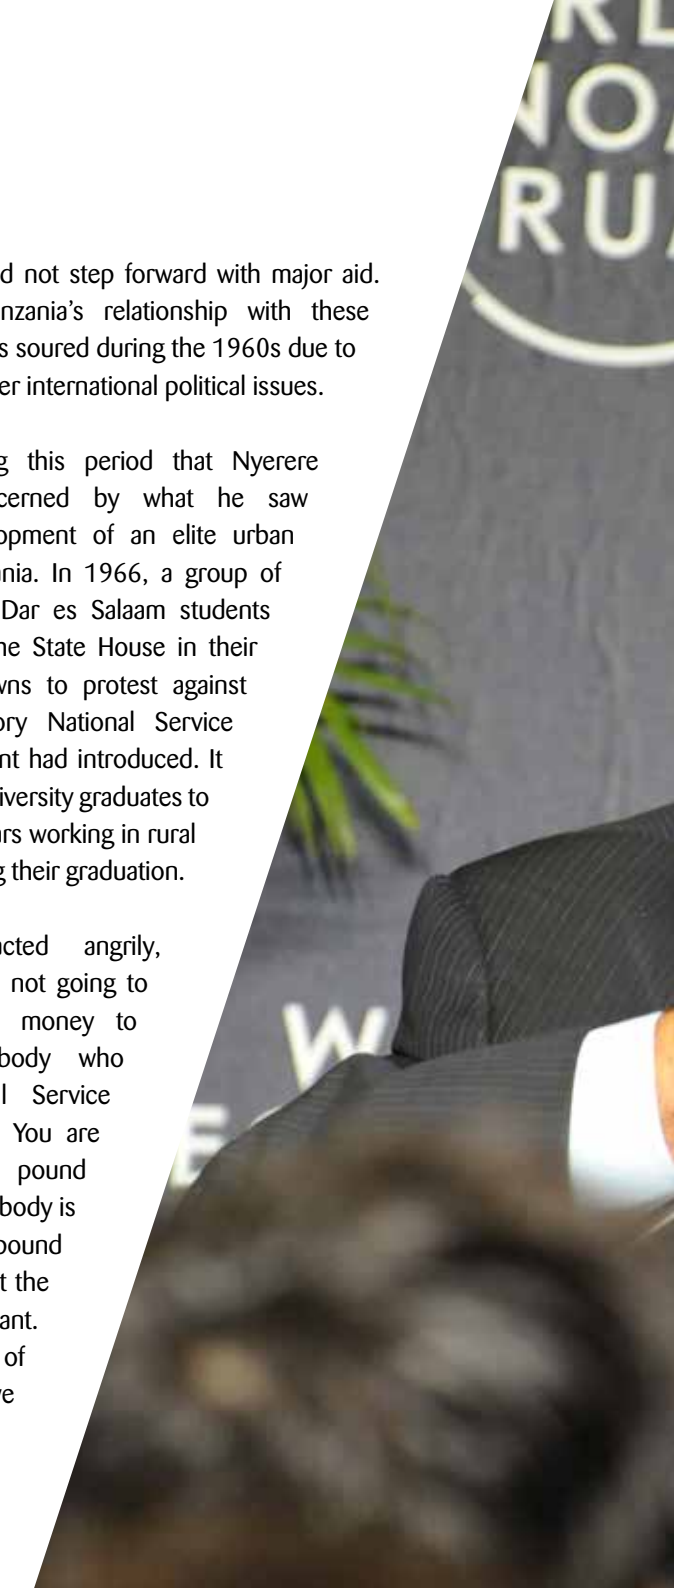 d not step forward with major aid.
nzania's relationship with these
s soured during the 1960s due to
er international political issues.
g this period that Nyerere
cerned by what he saw
opment of an elite urban
ania. In 1966, a group of
Dar es Salaam students
he State House in their
wns to protest against
ory National Service
nt had introduced. It
iversity graduates to
ars working in rural
g their graduation.
acted angrily,
not going to
money to
body who
l Service
You are
pound
body is
pound
t the
ant.
of
ve
RL
NO
RU
W
E